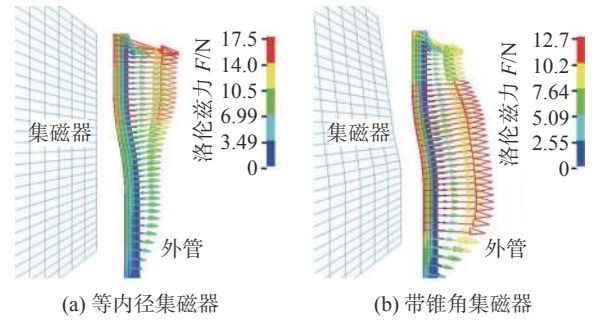 17.5
14.0
10.5
6.99
3.49
0
洛伦兹力 F/N
集磁器
外管
(a) 等内径集磁器
12.7
10.2
7.64
5.09
2.55
0
洛伦兹力 F/N
集磁器
外管
(b) 带锥角集磁器